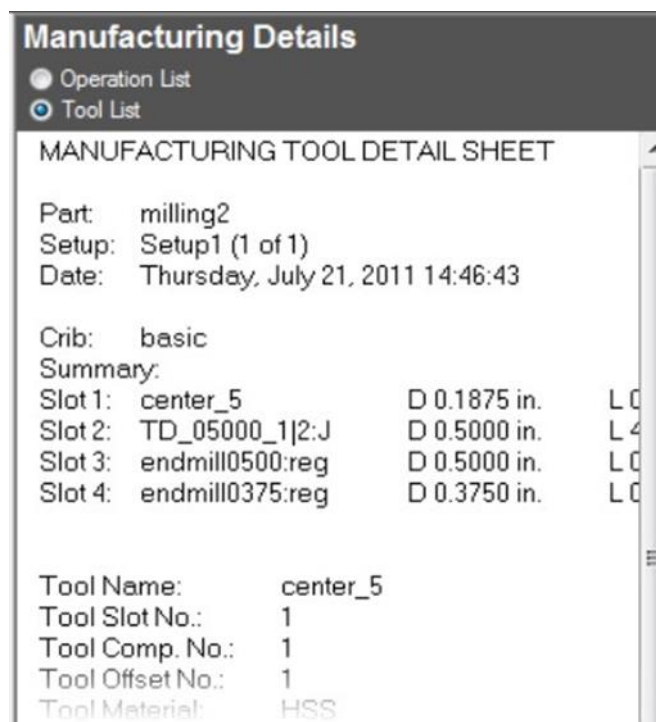 Manufacturing Details
Operation List
Tool List
MANUFACTURING TOOL DETAIL SHEET
Part: milling2
Setup: Setup1 (1 of 1)
Date: Thursday, July 21, 2011 14:46:43
Crib: basic
Summary:
Slot 1: center_5 D 0.1875 in. L
Slot 2: TD_05000_1|2:J D 0.5000 in. L
Slot 3: endmill0500:reg D 0.5000 in. L
Slot 4: endmill0375:reg D 0.3750 in. L
Tool Name: center_5
Tool Slot No.: 1
Tool Comp. No.: 1
Tool Offset No.: 1
Tool Material: HSS